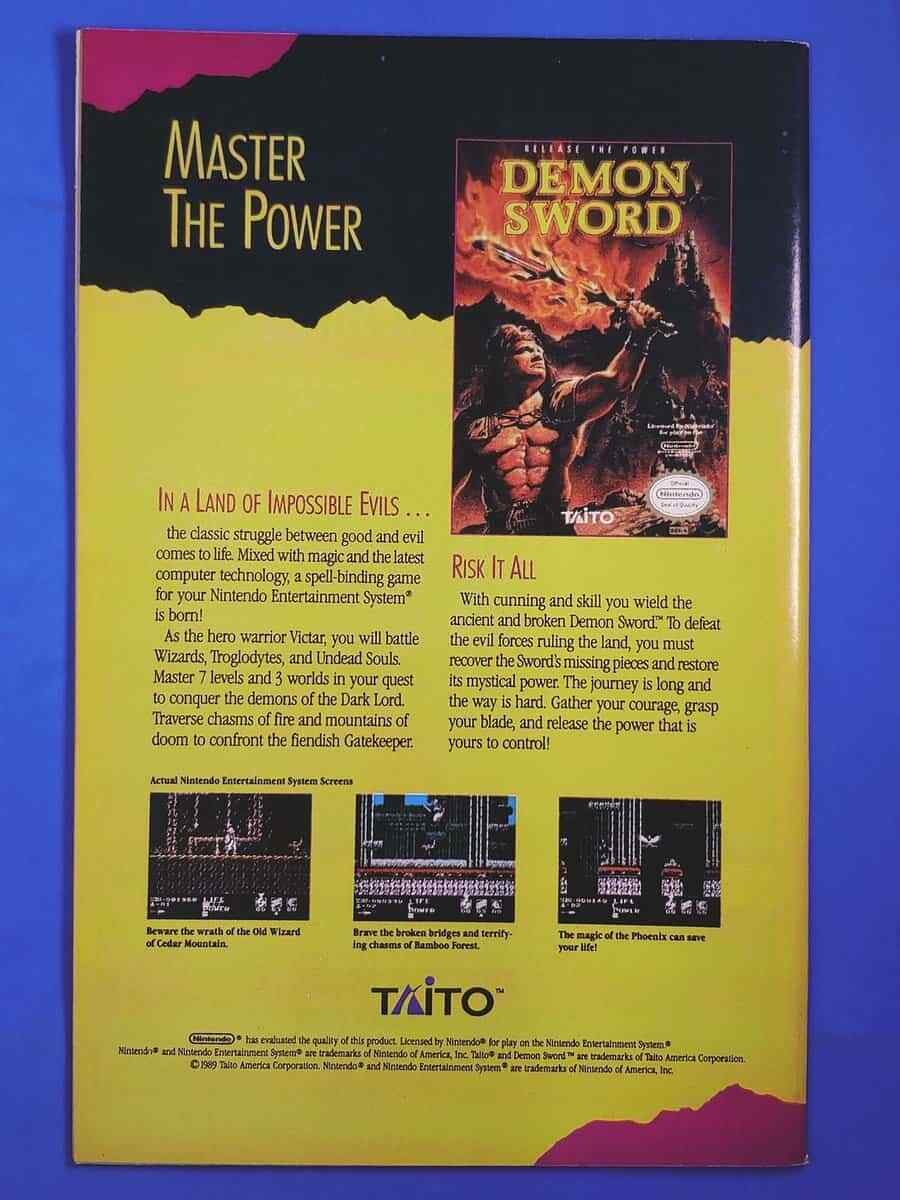 MASTER
THE POWER
RELEASE THE POWER
DEMON
SWORD
Licensed by Nintendo
for play on the
Nintendo
Official
Nintendo
Seal of Quality
TAITO
IN A LAND OF IMPOSSIBLE EVILS . . .
the classic struggle between good and evil
comes to life. Mixed with magic and the latest
computer technology, a spell-binding game
for your Nintendo Entertainment System®
is born!
As the hero warrior Victar, you will battle
Wizards, Troglodytes, and Undead Souls.
Master 7 levels and 3 worlds in your quest
to conquer the demons of the Dark Lord.
Traverse chasms of fire and mountains of
doom to confront the fiendish Gatekeeper.
RISK IT ALL
With cunning and skill you wield the
ancient and broken Demon Sword.™ To defeat
the evil forces ruling the land, you must
recover the Sword's missing pieces and restore
its mystical power. The journey is long and
the way is hard. Gather your courage, grasp
your blade, and release the power that is
yours to control!
Actual Nintendo Entertainment System Screens
LIFE
POWER
LIFE
POWER
LIFE
POWER
Beware the wrath of the Old Wizard
of Cedar Mountain.
Brave the broken bridges and terrify-
ing chasms of Bamboo Forest.
The magic of the Phoenix can save
your life!
TAITO™
Nintendo® has evaluated the quality of this product. Licensed by Nintendo® for play on the Nintendo Entertainment System.®
Nintendo® and Nintendo Entertainment System® are trademarks of Nintendo of America, Inc. Taito® and Demon Sword™ are trademarks of Taito America Corporation.
©1989 Taito America Corporation. Nintendo® and Nintendo Entertainment System® are trademarks of Nintendo of America, Inc.